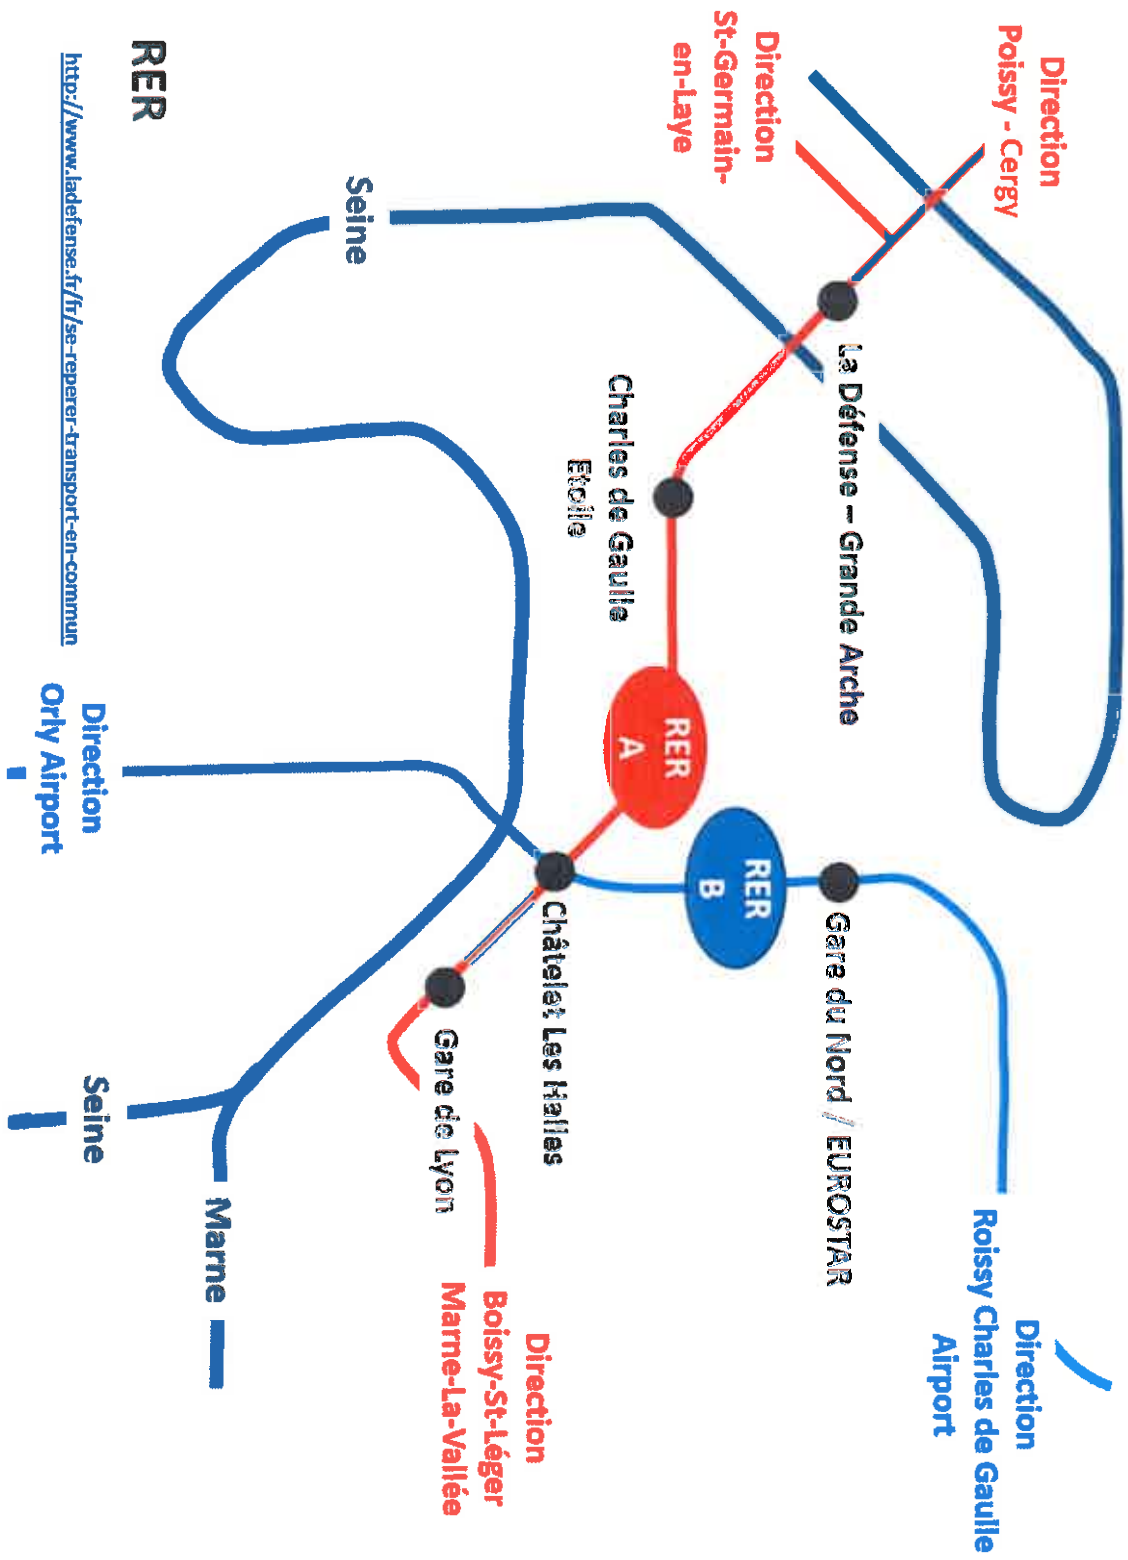 Direction
Poissy - Cergy
Direction
St-Germain-
en-Laye
La Défense – Grande Arche
Charles de Gaulle
Etoile
RER
A
RER
B
Gare du Nord / EUROSTAR
Direction
Roissy Charles de Gaulle
Airport
Châtelet Les Halles
Gare de Lyon
Direction
Boissy-St-Léger
Marne-La-Vallée
Seine
Marne
Seine
Direction
Orly Airport
RER
http://www.ladefense.fr/fr/se-reperer-transport-en-commun